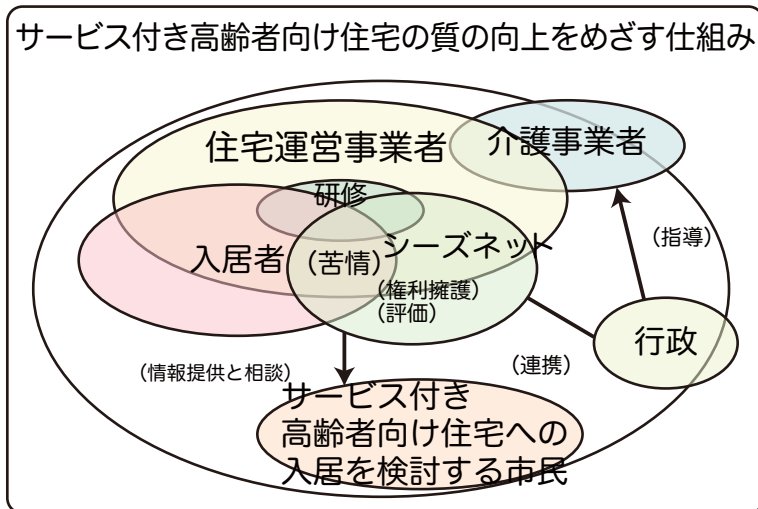 サービス付き高齢者向け住宅の質の向上をめざす仕組み
住宅運営事業者
介護事業者
研修
入居者
(苦情)
シーズネット
(権利擁護)
(評価)
(指導)
行政
(連携)
(情報提供と相談)
サービス付き
高齢者向け住宅への
入居を検討する市民